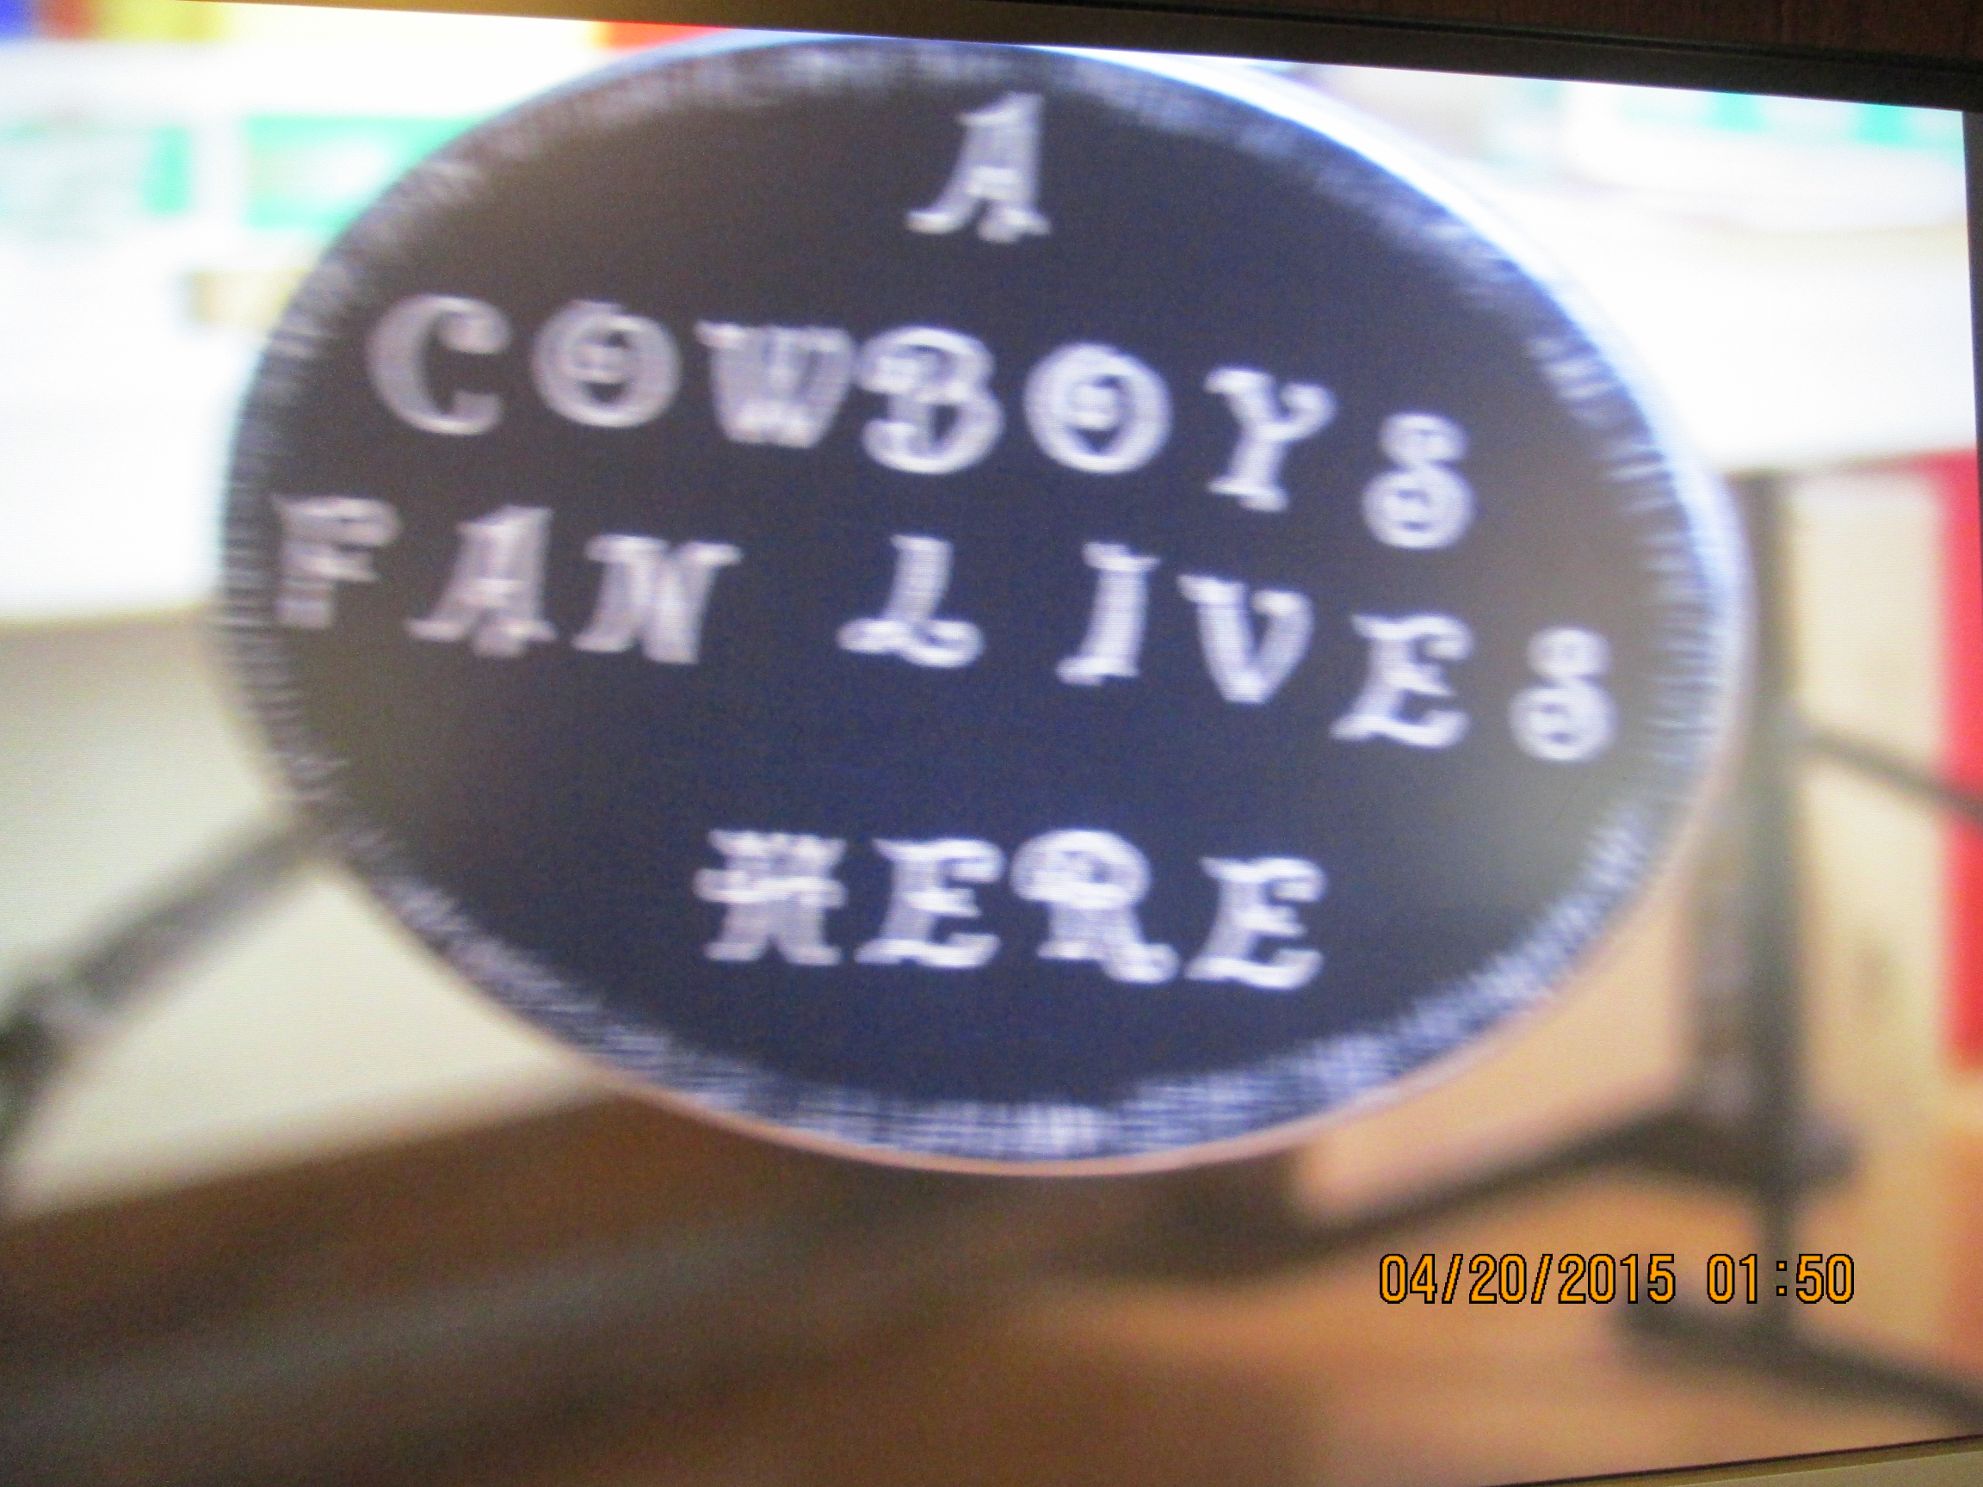 A
COWBOYS
FAN LIVES
HERE
04/20/2015 01:50